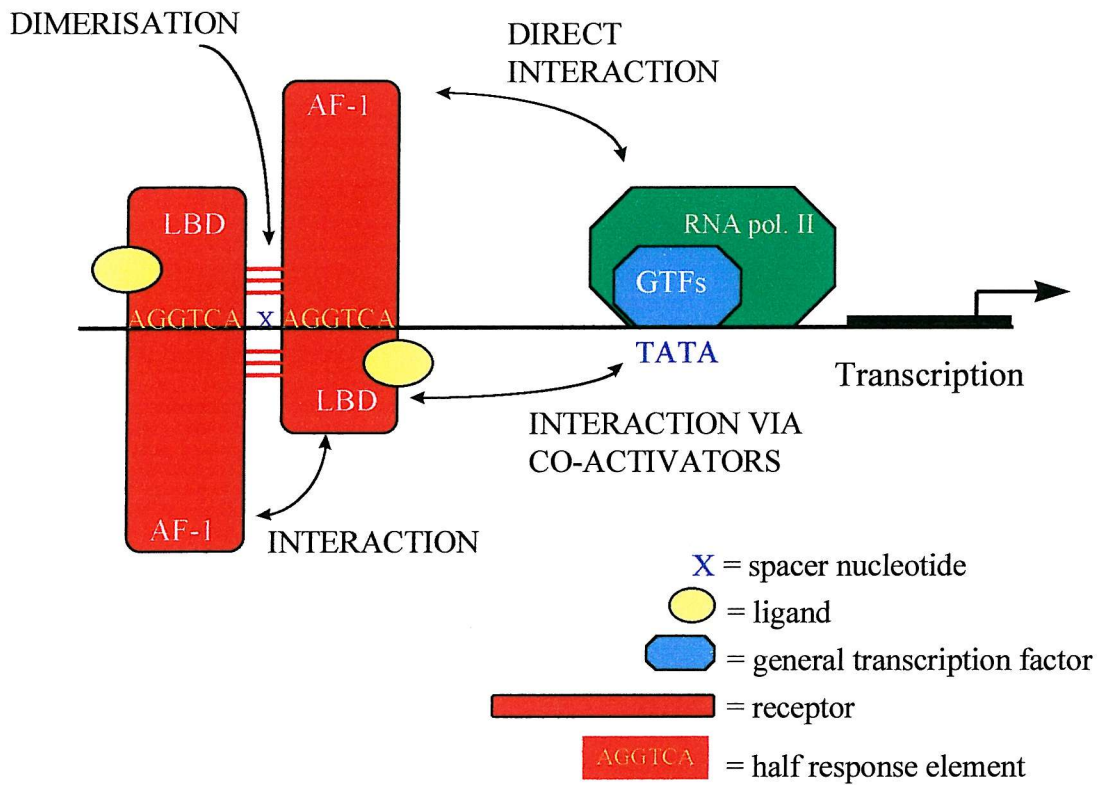 DIMERISATION
DIRECT
INTERACTION
AF-1
LBD
RNA pol. II
GTFs
AGGTCA
X
AGGTCA
TATA
Transcription
LBD
INTERACTION VIA
CO-ACTIVATORS
AF-1
INTERACTION
X = spacer nucleotide
= ligand
= general transcription factor
= receptor
AGGTCA = half response element